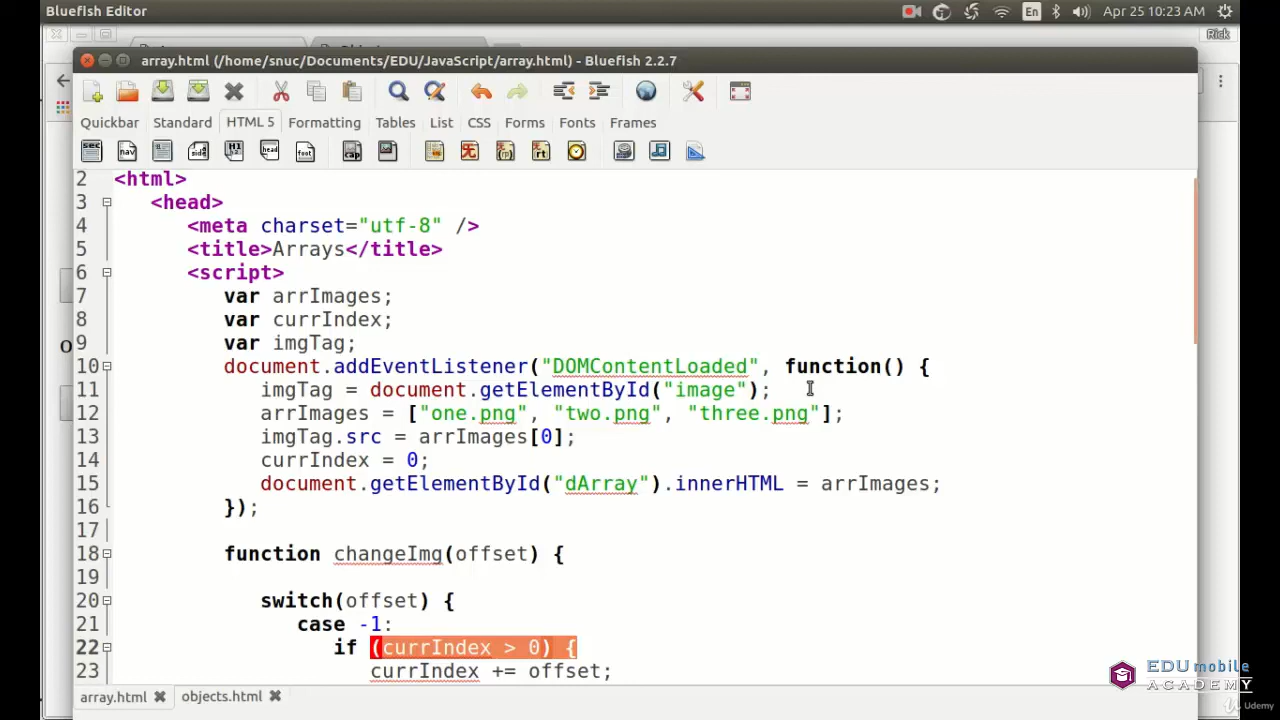 Bluefish Editor
En
Apr 25 10:23 AM
Rick
array.html (/home/snuc/Documents/EDU/JavaScript/array.html) - Bluefish 2.2.7
Quickbar Standard HTML 5 Formatting Tables List CSS Forms Fonts Frames
2 <html>
3 <head>
4 <meta charset="utf-8" />
5 <title>Arrays</title>
6 <script>
7 var arrImages;
8 var currIndex;
9 var imgTag;
10 document.addEventListener("DOMContentLoaded", function() {
11 imgTag = document.getElementById("image");
12 arrImages = ["one.png", "two.png", "three.png"];
13 imgTag.src = arrImages[0];
14 currIndex = 0;
15 document.getElementById("dArray").innerHTML = arrImages;
16 });
17
18 function changeImg(offset) {
19
20 switch(offset) {
21 case -1:
22 if (currIndex > 0) {
23 currIndex += offset;
array.html objects.html
EDUmobile
ACADEMY
Udemy